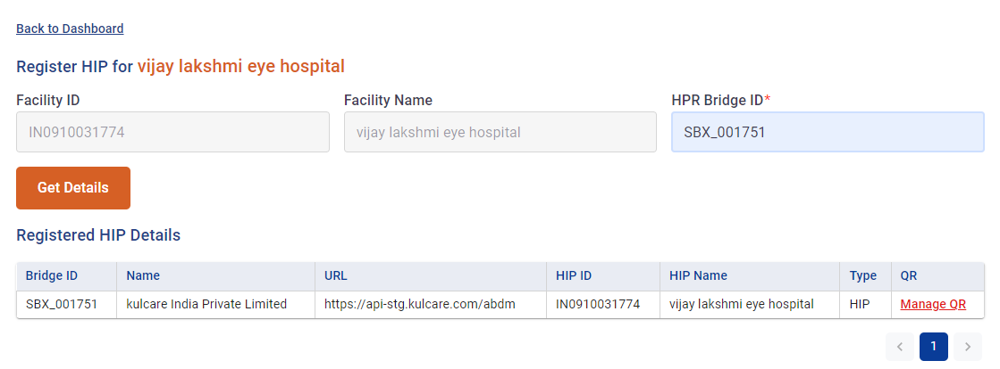 Back to Dashboard
Register HIP for vijay lakshmi eye hospital
Facility ID Facility Name HPR Bridge ID*
IN0910031774 vijay lakshmi eye hospital SBX_001751
Get Details
Registered HIP Details
Bridge ID Name URL HIP ID HIP Name Type QR
SBX_001751 kulcare India Private Limited https://api-stg.kulcare.com/abdm IN0910031774 vijay lakshmi eye hospital HIP Manage QR
‹ 1 ›